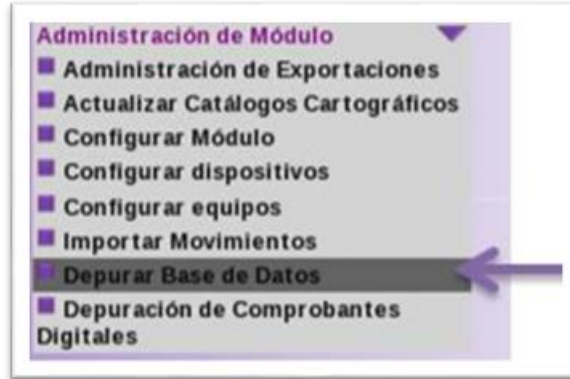 Administración de Módulo
Administración de Exportaciones
Actualizar Catálogos Cartográficos
Configurar Módulo
Configurar dispositivos
Configurar equipos
Importar Movimientos
Depurar Base de Datos
Depuración de Comprobantes
Digitales